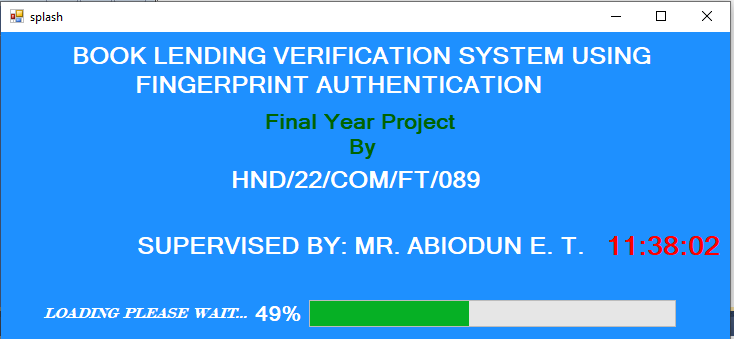 splash
BOOK LENDING VERIFICATION SYSTEM USING
FINGERPRINT AUTHENTICATION
Final Year Project
By
HND/22/COM/FT/089
SUPERVISED BY: MR. ABIODUN E. T. 11:38:02
LOADING PLEASE WAIT... 49%